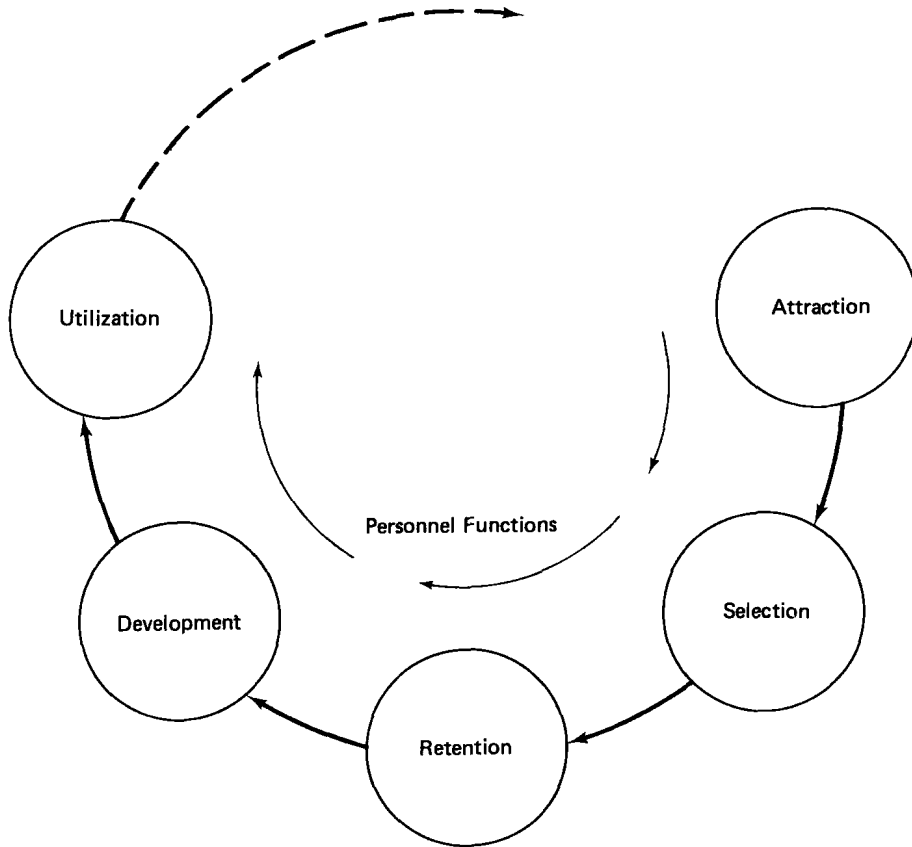 Attraction
Utilization
Personnel Functions
Selection
Development
Retention